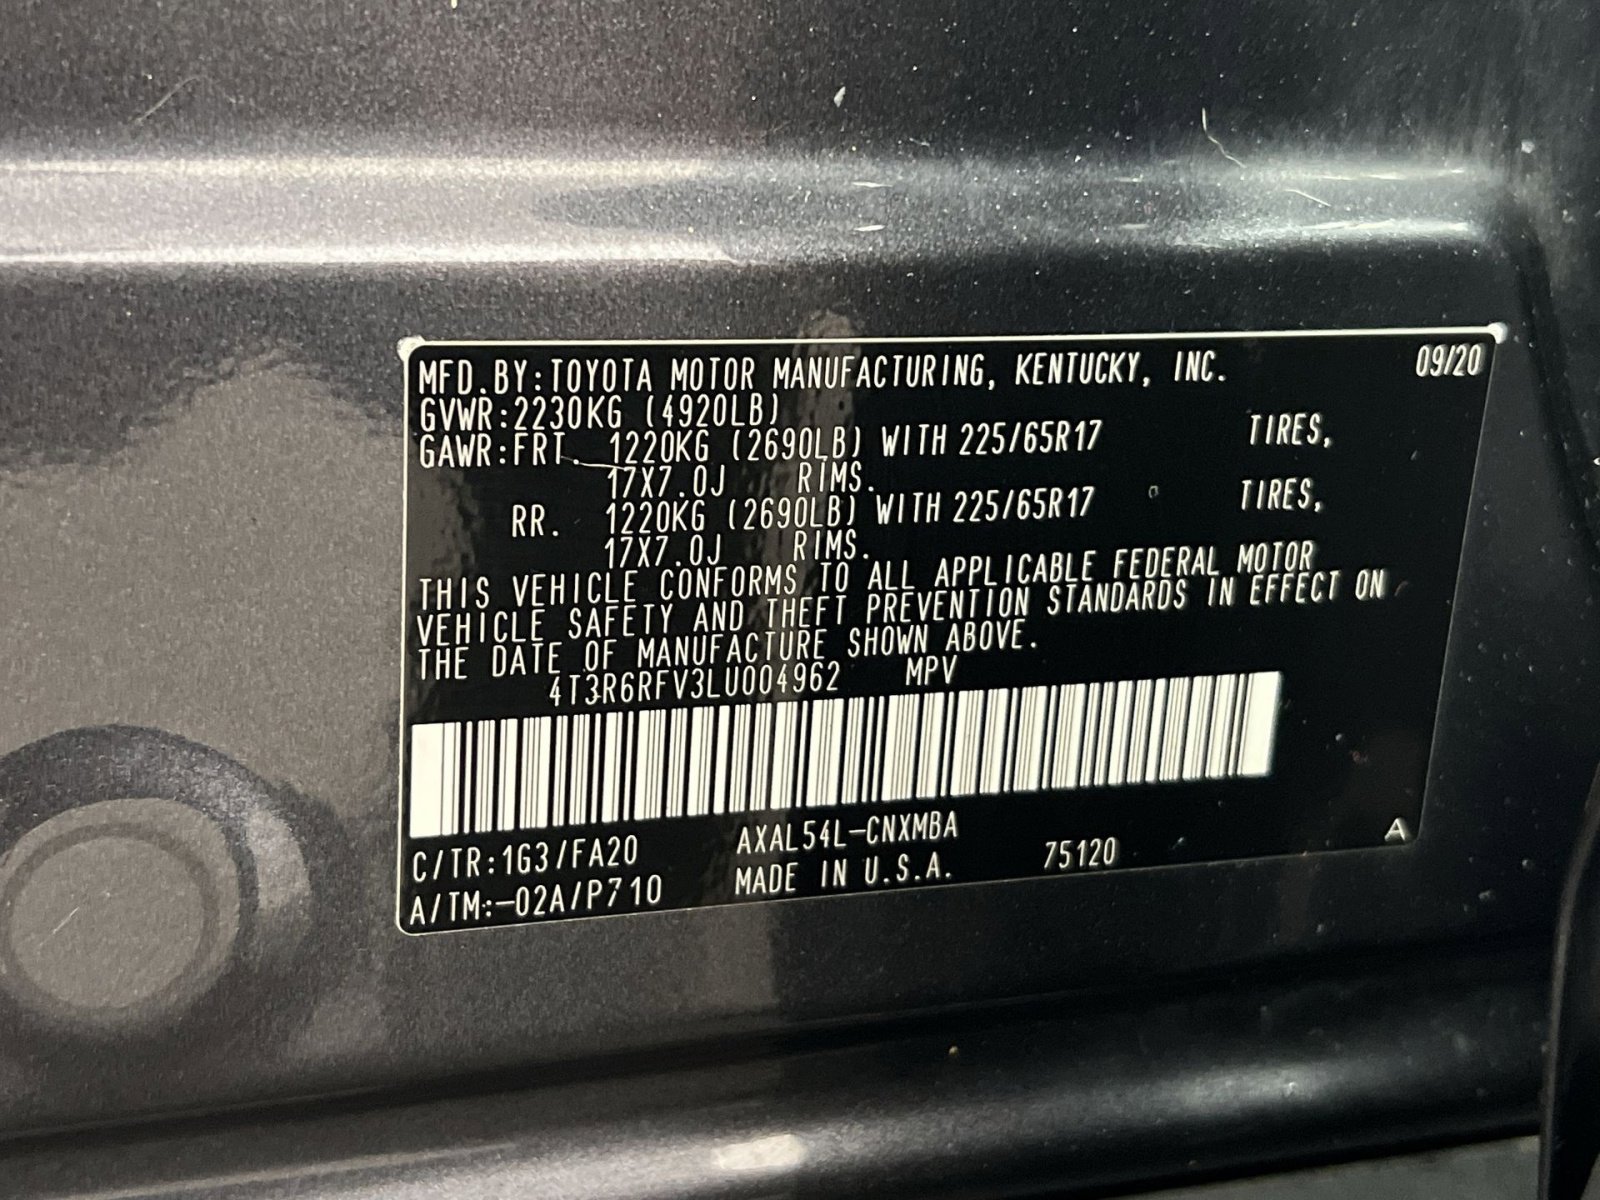 MFD.BY:TOYOTA MOTOR MANUFACTURING, KENTUCKY, INC. 09/20
GVWR:2230KG (4920LB)
GAWR:FRT. 1220KG (2690LB) WITH 225/65R17 TIRES,
17X7.0J RIMS.
RR. 1220KG (2690LB) WITH 225/65R17 TIRES,
17X7.0J RIMS.
THIS VEHICLE CONFORMS TO ALL APPLICABLE FEDERAL MOTOR
VEHICLE SAFETY AND THEFT PREVENTION STANDARDS IN EFFECT ON
THE DATE OF MANUFACTURE SHOWN ABOVE.
4T3R6RFV3LU004962 MPV
C/TR:1G3/FA20 AXAL54L-CNXMBA A
A/TM:-02A/P710 MADE IN U.S.A. 75120